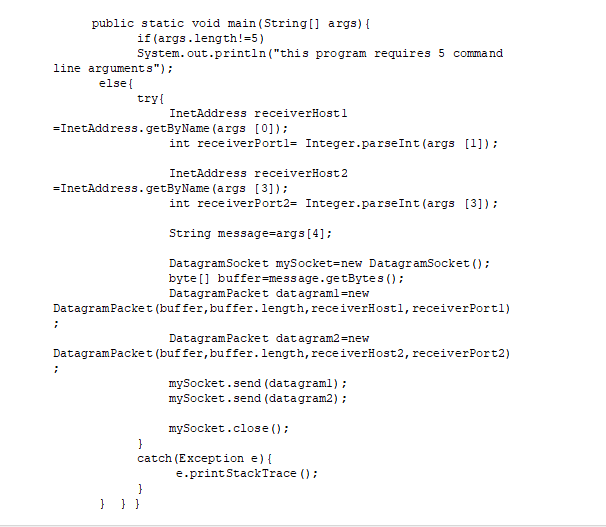 public static void main(String[] args){
if(args.length!=5)
System.out.println("this program requires 5 command
line arguments");
else{
try{
InetAddress receiverHost1
=InetAddress.getByName(args [0]);
int receiverPort1= Integer.parseInt(args [1]);
InetAddress receiverHost2
=InetAddress.getByName(args [3]);
int receiverPort2= Integer.parseInt(args [3]);
String message=args[4];
DatagramSocket mySocket=new DatagramSocket();
byte[] buffer=message.getBytes();
DatagramPacket datagram1=new
DatagramPacket(buffer,buffer.length,receiverHost1,receiverPort1)
;
DatagramPacket datagram2=new
DatagramPacket(buffer,buffer.length,receiverHost2,receiverPort2)
;
mySocket.send(datagram1);
mySocket.send(datagram2);
mySocket.close();
}
catch(Exception e){
e.printStackTrace();
}
} } }